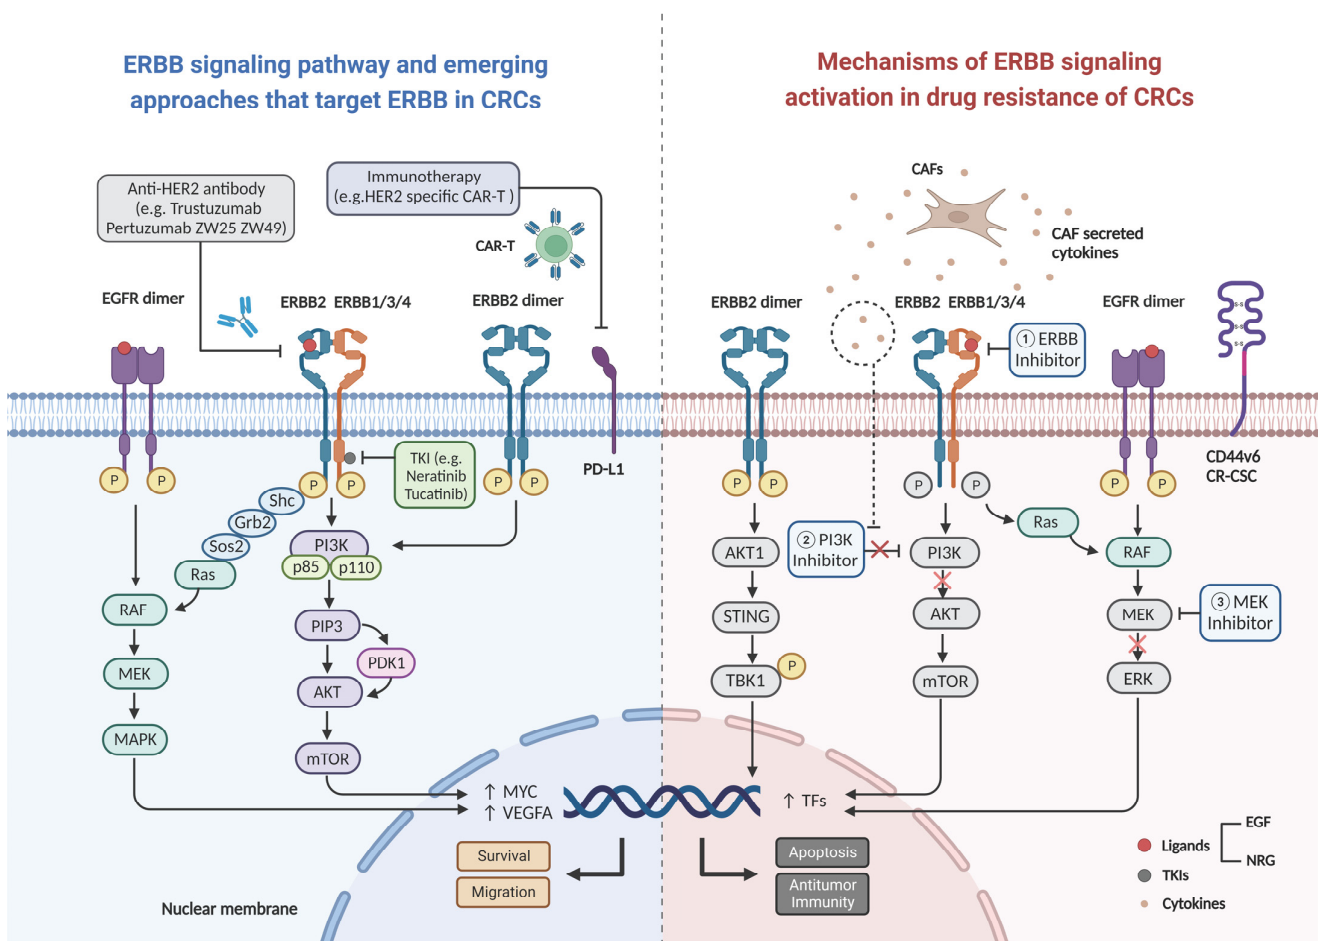 ERBB signaling pathway and emerging
approaches that target ERBB in CRCs
Anti-HER2 antibody
(e.g. Trustuzumab
Pertuzumab ZW25 ZW49)
Immunotherapy
(e.g.HER2 specific CAR-T )
CAR-T
EGFR dimer
ERBB2 ERBB1/3/4
ERBB2 dimer
PD-L1
TKI (e.g.
Neratinib
Tucatinib)
P
P
P
P
P
P
Shc
Grb2
Sos2
Ras
RAF
MEK
MAPK
PI3K
p85
p110
PIP3
PDK1
AKT
mTOR
↑ MYC
↑ VEGFA
Survival
Migration
Nuclear membrane
Mechanisms of ERBB signaling
activation in drug resistance of CRCs
CAFs
CAF secreted
cytokines
ERBB2 dimer
ERBB2 ERBB1/3/4
EGFR dimer
S-S
S-S
S-S
① ERBB
Inhibitor
CD44v6
CR-CSC
P
P
P
P
P
P
AKT1
STING
TBK1
P
② PI3K
Inhibitor
PI3K
AKT
mTOR
Ras
RAF
MEK
ERK
③ MEK
Inhibitor
↑ TFs
Apoptosis
Antitumor
Immunity
Ligands
EGF
NRG
TKIs
Cytokines